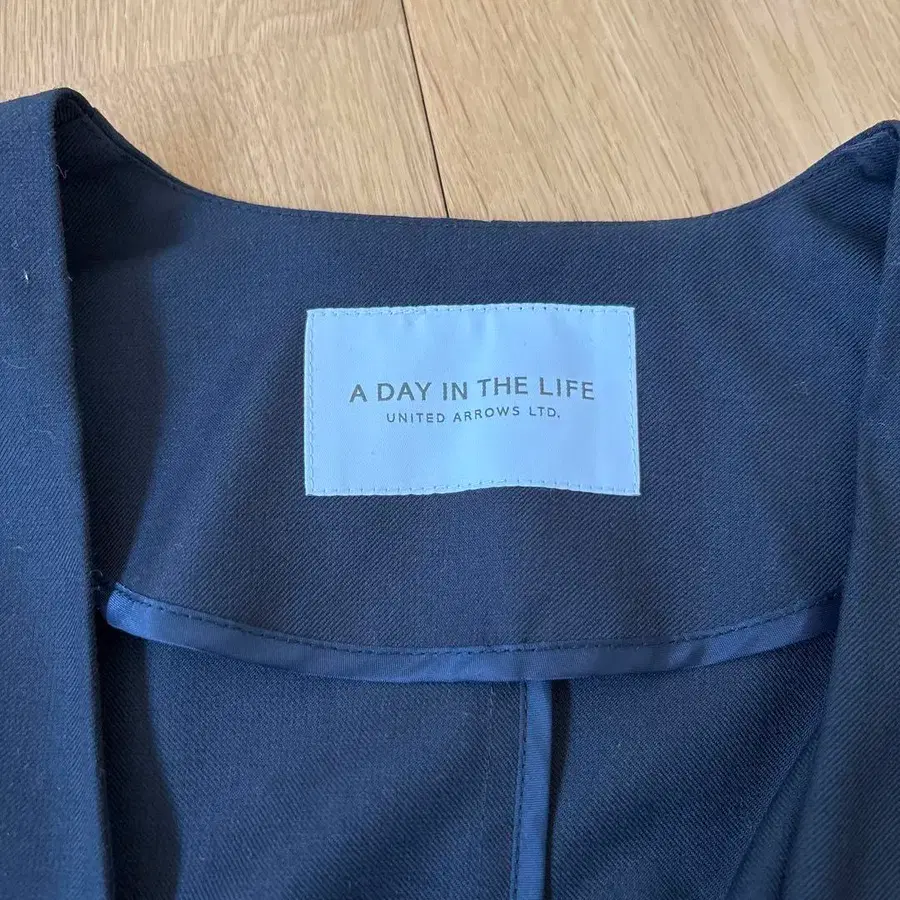 A DAY IN THE LIFE
UNITED ARROWS LTD.